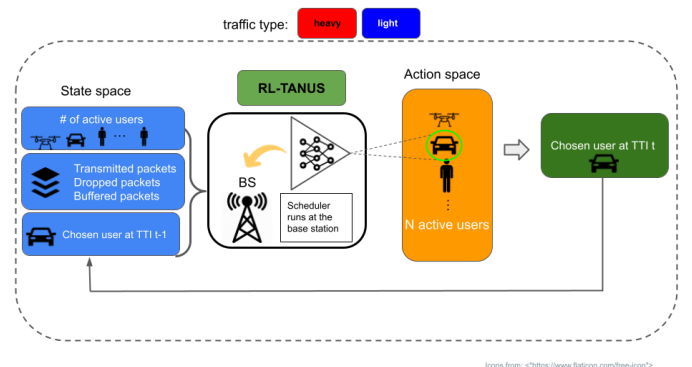 traffic type:
heavy
light
State space
# of active users
Transmitted packets
Dropped packets
Buffered packets
Chosen user at TTI t-1
RL-TANUS
BS
Scheduler
runs at the
base station
Action space
N active users
Chosen user at TTI t
Icons from: <"https://www.flaticon.com/free-icon">